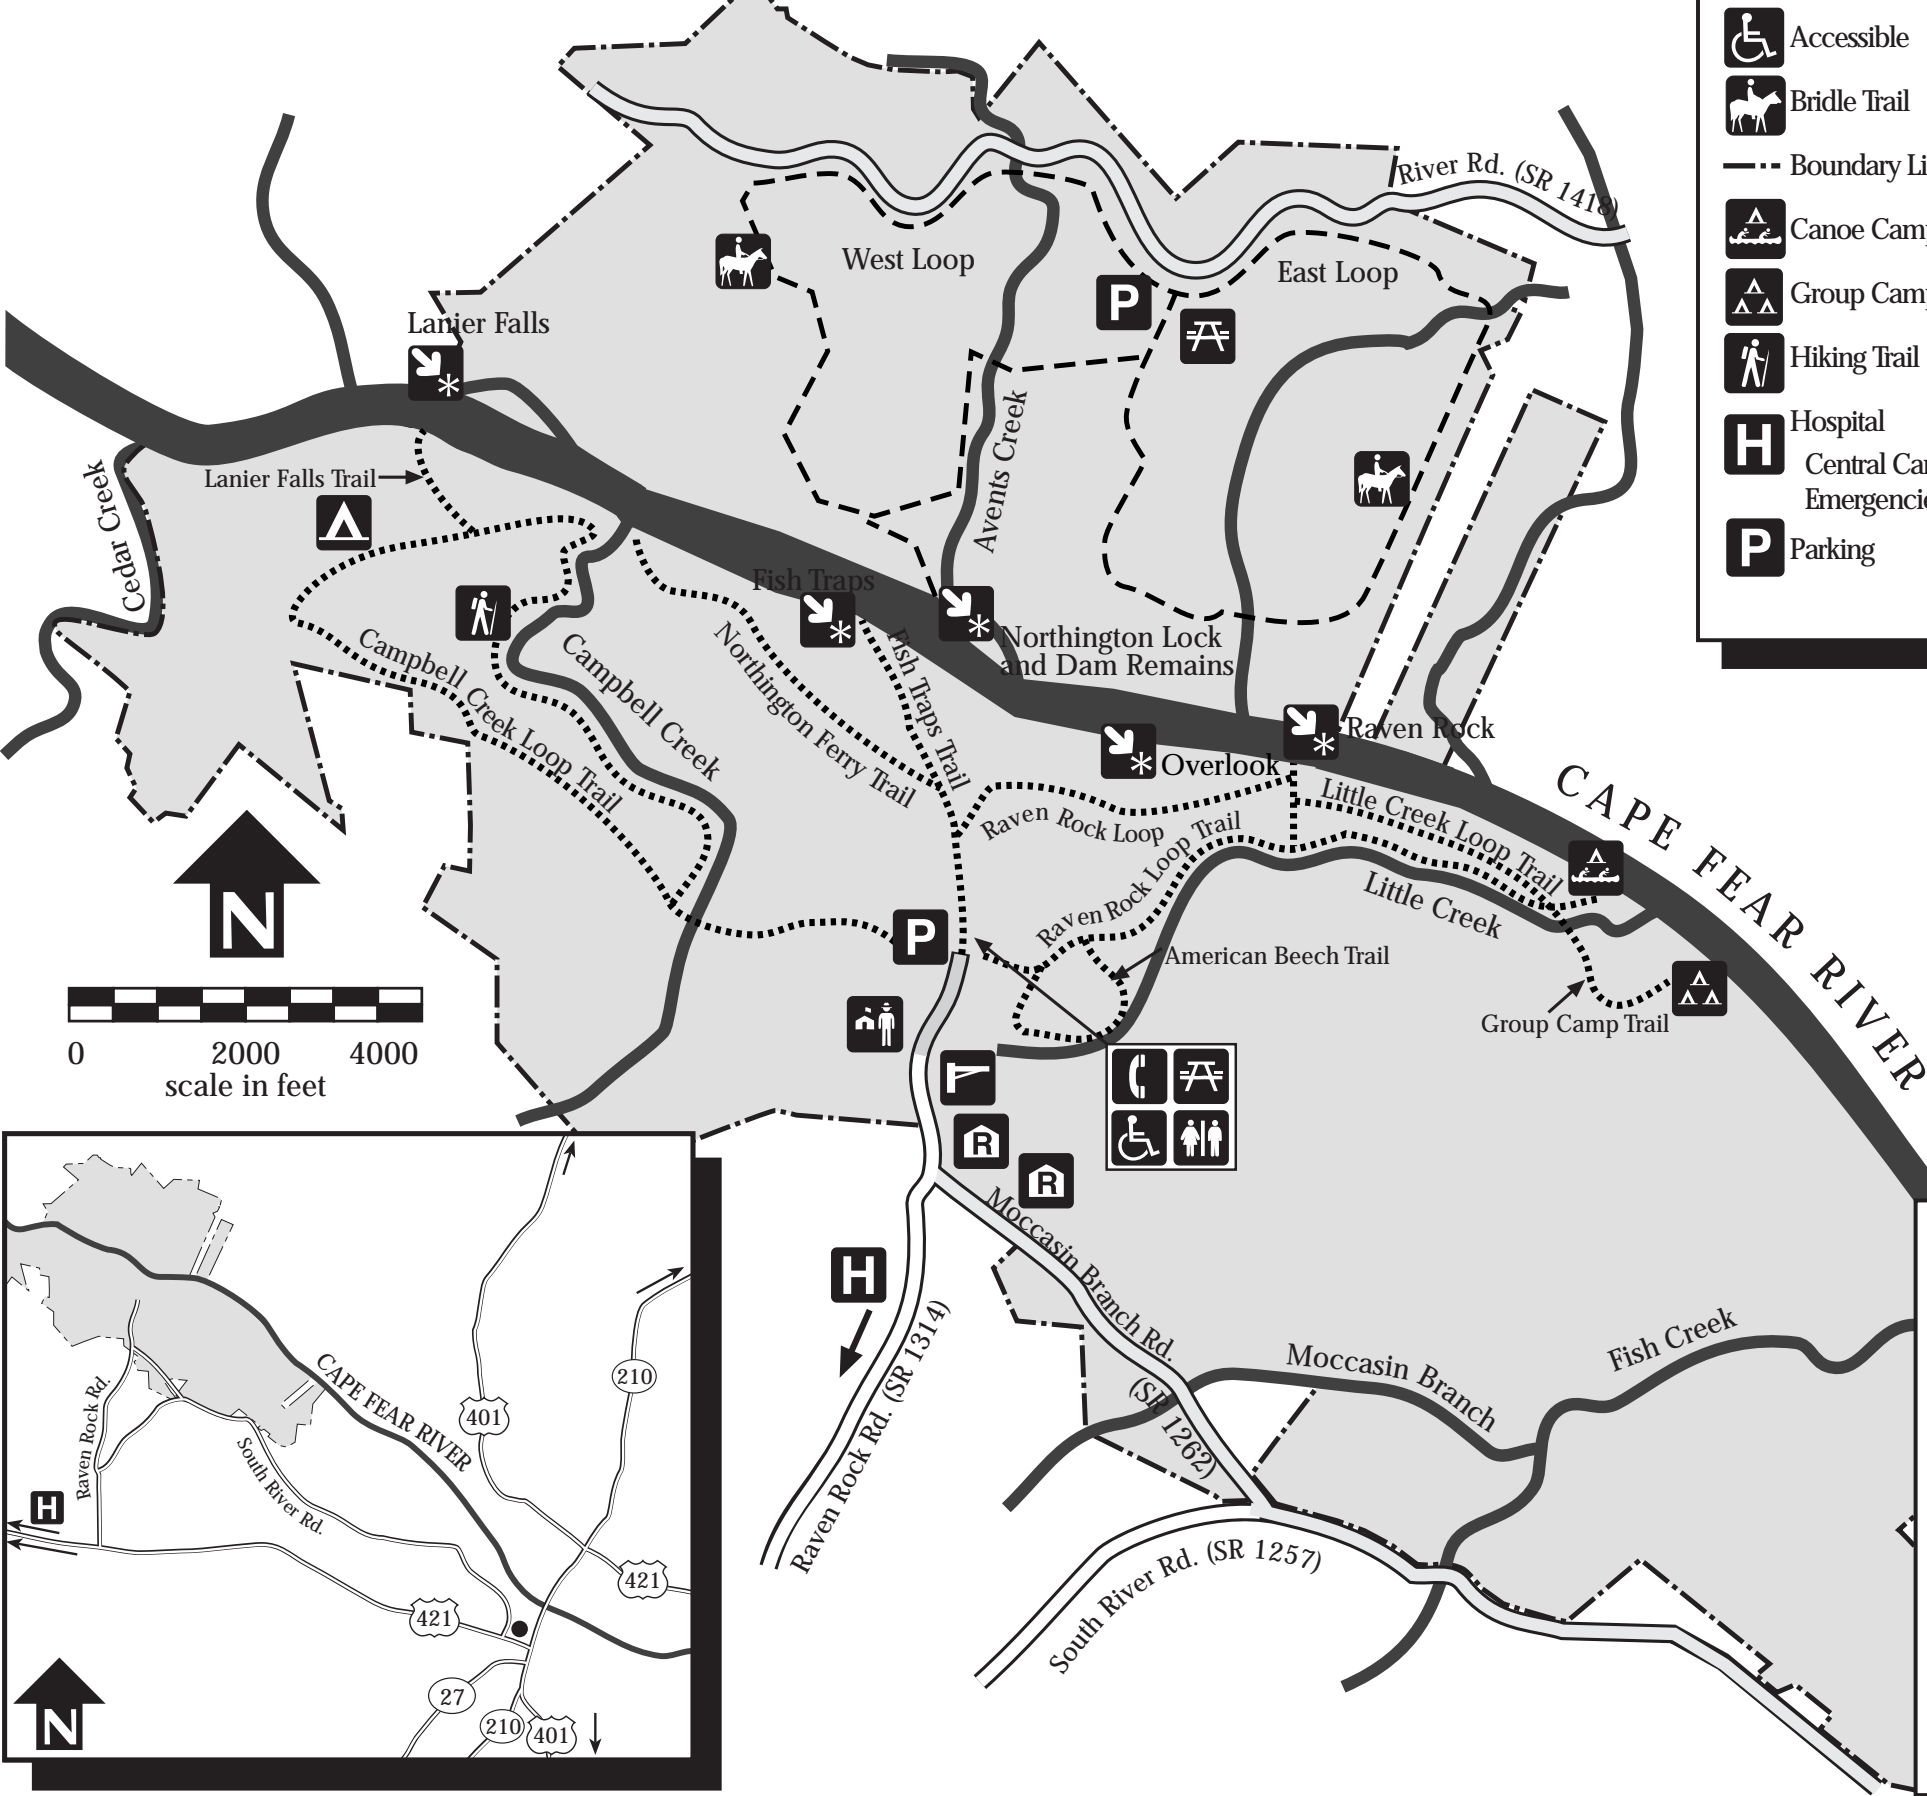 Accessible
Bridle Trail
Boundary Li
Canoe Cam
Group Cam
Hiking Trail
H Hospital
Central Ca
Emergencie
P Parking
River Rd. (SR 1418)
West Loop
East Loop
P
Lanier Falls
Lanier Falls Trail
Cedar Creek
Avents Creek
Fish Traps
Northington Lock
and Dam Remains
Campbell Creek Loop Trail
Campbell Creek
Northington Ferry Trail
Fish Traps Trail
Raven Rock
Overlook
Raven Rock Loop
Raven Rock Loop Trail
Little Creek Loop Trail
Little Creek
CAPE FEAR RIVER
P
American Beech Trail
Group Camp Trail
N
0 2000 4000
scale in feet
R
R
H
Moccasin Branch Rd.
(SR 1262)
Raven Rock Rd. (SR 1314)
Moccasin Branch
Fish Creek
South River Rd. (SR 1257)
CAPE FEAR RIVER
Raven Rock Rd.
South River Rd.
H
210
401
421
421
27
210
401
N